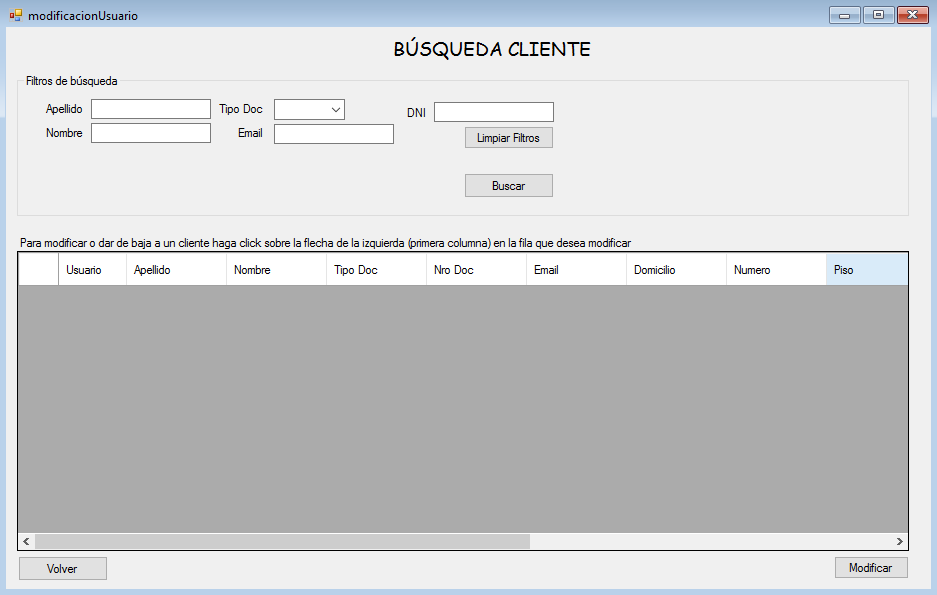 modificacionUsuario
BÚSQUEDA CLIENTE
Filtros de búsqueda
Apellido Tipo Doc DNI
Nombre Email
Limpiar Filtros
Buscar
Para modificar o dar de baja a un cliente haga click sobre la flecha de la izquierda (primera columna) en la fila que desea modificar
Usuario Apellido Nombre Tipo Doc Nro Doc Email Domicilio Numero Piso
Volver Modificar